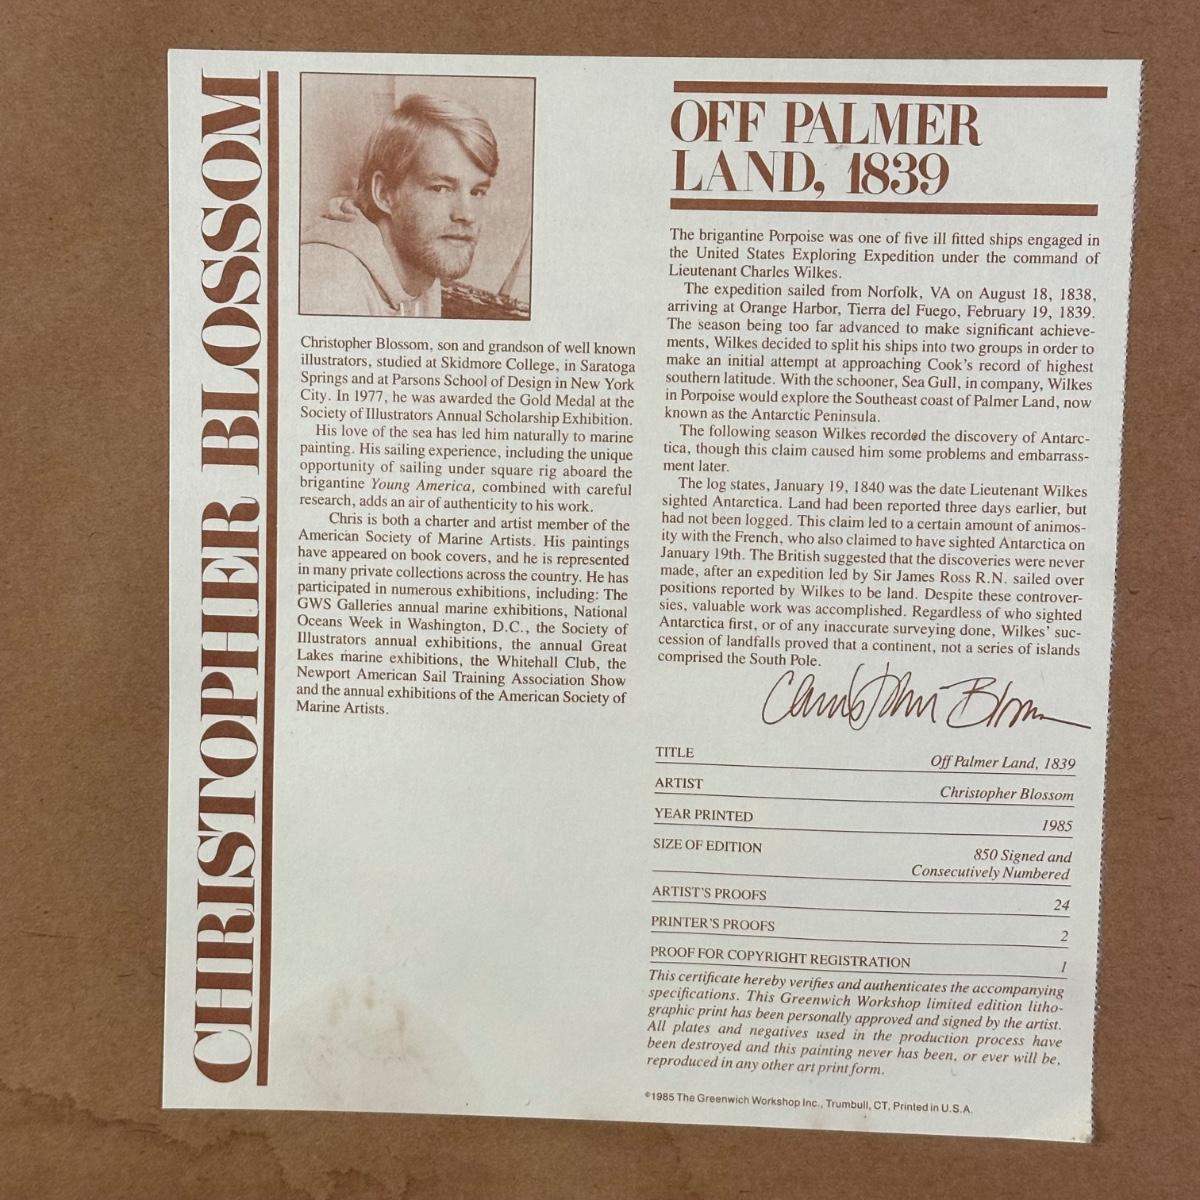 CHRISTOPHER BLOSSOM
Christopher Blossom, son and grandson of well known
illustrators, studied at Skidmore College, in Saratoga
Springs and at Parsons School of Design in New York
City. In 1977, he was awarded the Gold Medal at the
Society of Illustrators Annual Scholarship Exhibition.
His love of the sea has led him naturally to marine
painting. His sailing experience, including the unique
opportunity of sailing under square rig aboard the
brigantine Young America, combined with careful
research, adds an air of authenticity to his work.
Chris is both a charter and artist member of the
American Society of Marine Artists. His paintings
have appeared on book covers, and he is represented
in many private collections across the country. He has
participated in numerous exhibitions, including: The
GWS Galleries annual marine exhibitions, National
Oceans Week in Washington, D.C., the Society of
Illustrators annual exhibitions, the annual Great
Lakes marine exhibitions, the Whitehall Club, the
Newport American Sail Training Association Show
and the annual exhibitions of the American Society of
Marine Artists.
OFF PALMER
LAND, 1839
The brigantine Porpoise was one of five ill fitted ships engaged in
the United States Exploring Expedition under the command of
Lieutenant Charles Wilkes.
The expedition sailed from Norfolk, VA on August 18, 1838,
arriving at Orange Harbor, Tierra del Fuego, February 19, 1839.
The season being too far advanced to make significant achieve-
ments, Wilkes decided to split his ships into two groups in order to
make an initial attempt at approaching Cook's record of highest
southern latitude. With the schooner, Sea Gull, in company, Wilkes
in Porpoise would explore the Southeast coast of Palmer Land, now
known as the Antarctic Peninsula.
The following season Wilkes recorded the discovery of Antarc-
tica, though this claim caused him some problems and embarrass-
ment later.
The log states, January 19, 1840 was the date Lieutenant Wilkes
sighted Antarctica. Land had been reported three days earlier, but
had not been logged. This claim led to a certain amount of animos-
ity with the French, who also claimed to have sighted Antarctica on
January 19th. The British suggested that the discoveries were never
made, after an expedition led by Sir James Ross R.N. sailed over
positions reported by Wilkes to be land. Despite these controver-
sies, valuable work was accomplished. Regardless of who sighted
Antarctica first, or of any inaccurate surveying done, Wilkes' suc-
cession of landfalls proved that a continent, not a series of islands
comprised the South Pole.
Christopher Blossom
TITLE Off Palmer Land, 1839
ARTIST Christopher Blossom
YEAR PRINTED 1985
SIZE OF EDITION 850 Signed and
Consecutively Numbered
ARTIST'S PROOFS 24
PRINTER'S PROOFS 2
PROOF FOR COPYRIGHT REGISTRATION 1
This certificate hereby verifies and authenticates the accompanying
specifications. This Greenwich Workshop limited edition litho-
graphic print has been personally approved and signed by the artist.
All plates and negatives used in the production process have
been destroyed and this painting never has been, or ever will be,
reproduced in any other art print form.
©1985 The Greenwich Workshop Inc., Trumbull, CT, Printed in U.S.A.